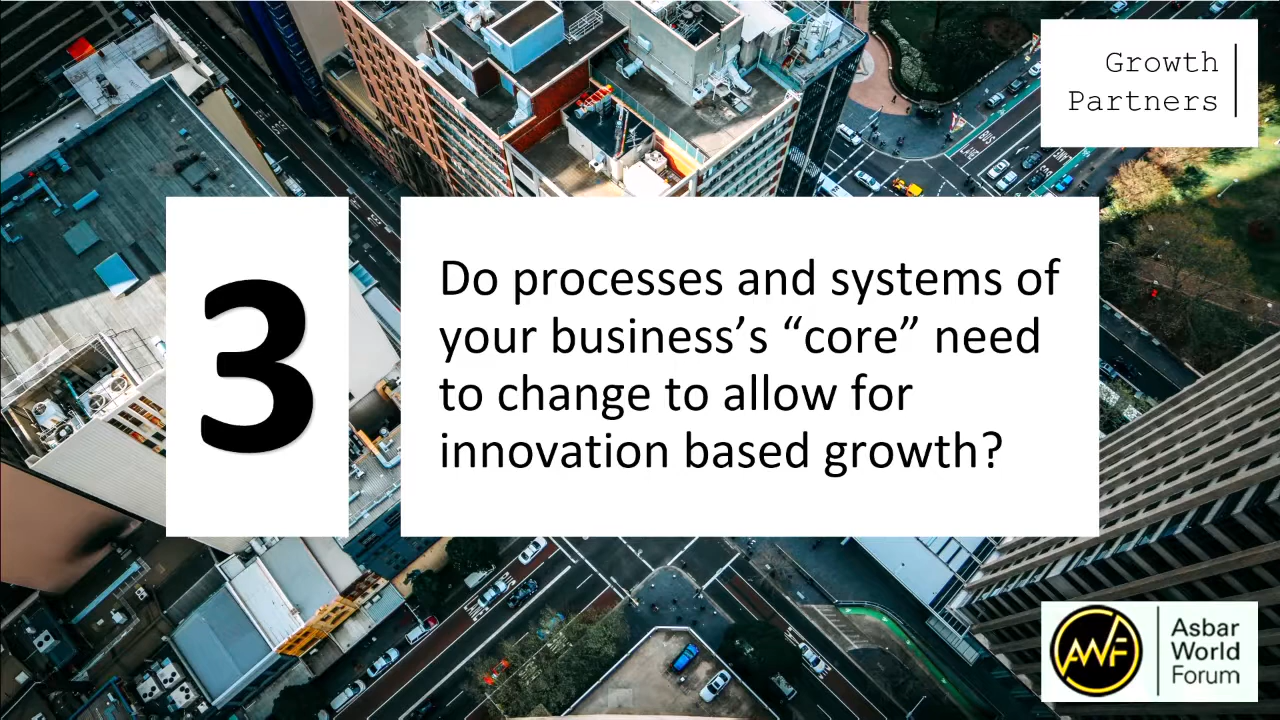 Growth
Partners
3
Do processes and systems of
your business’s “core” need
to change to allow for
innovation based growth?
AWF
Asbar
World
Forum